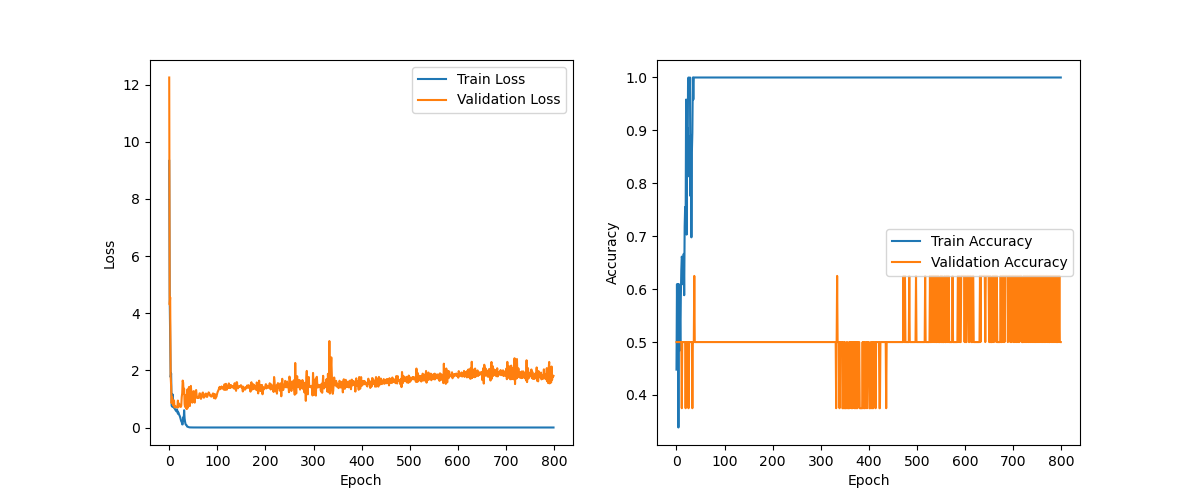 Train Loss
Validation Loss
12
10
8
6
4
2
0
Loss
0 100 200 300 400 500 600 700 800
Epoch
1.0
0.9
0.8
0.7
0.6
0.5
0.4
Accuracy
Train Accuracy
Validation Accuracy
0 100 200 300 400 500 600 700 800
Epoch